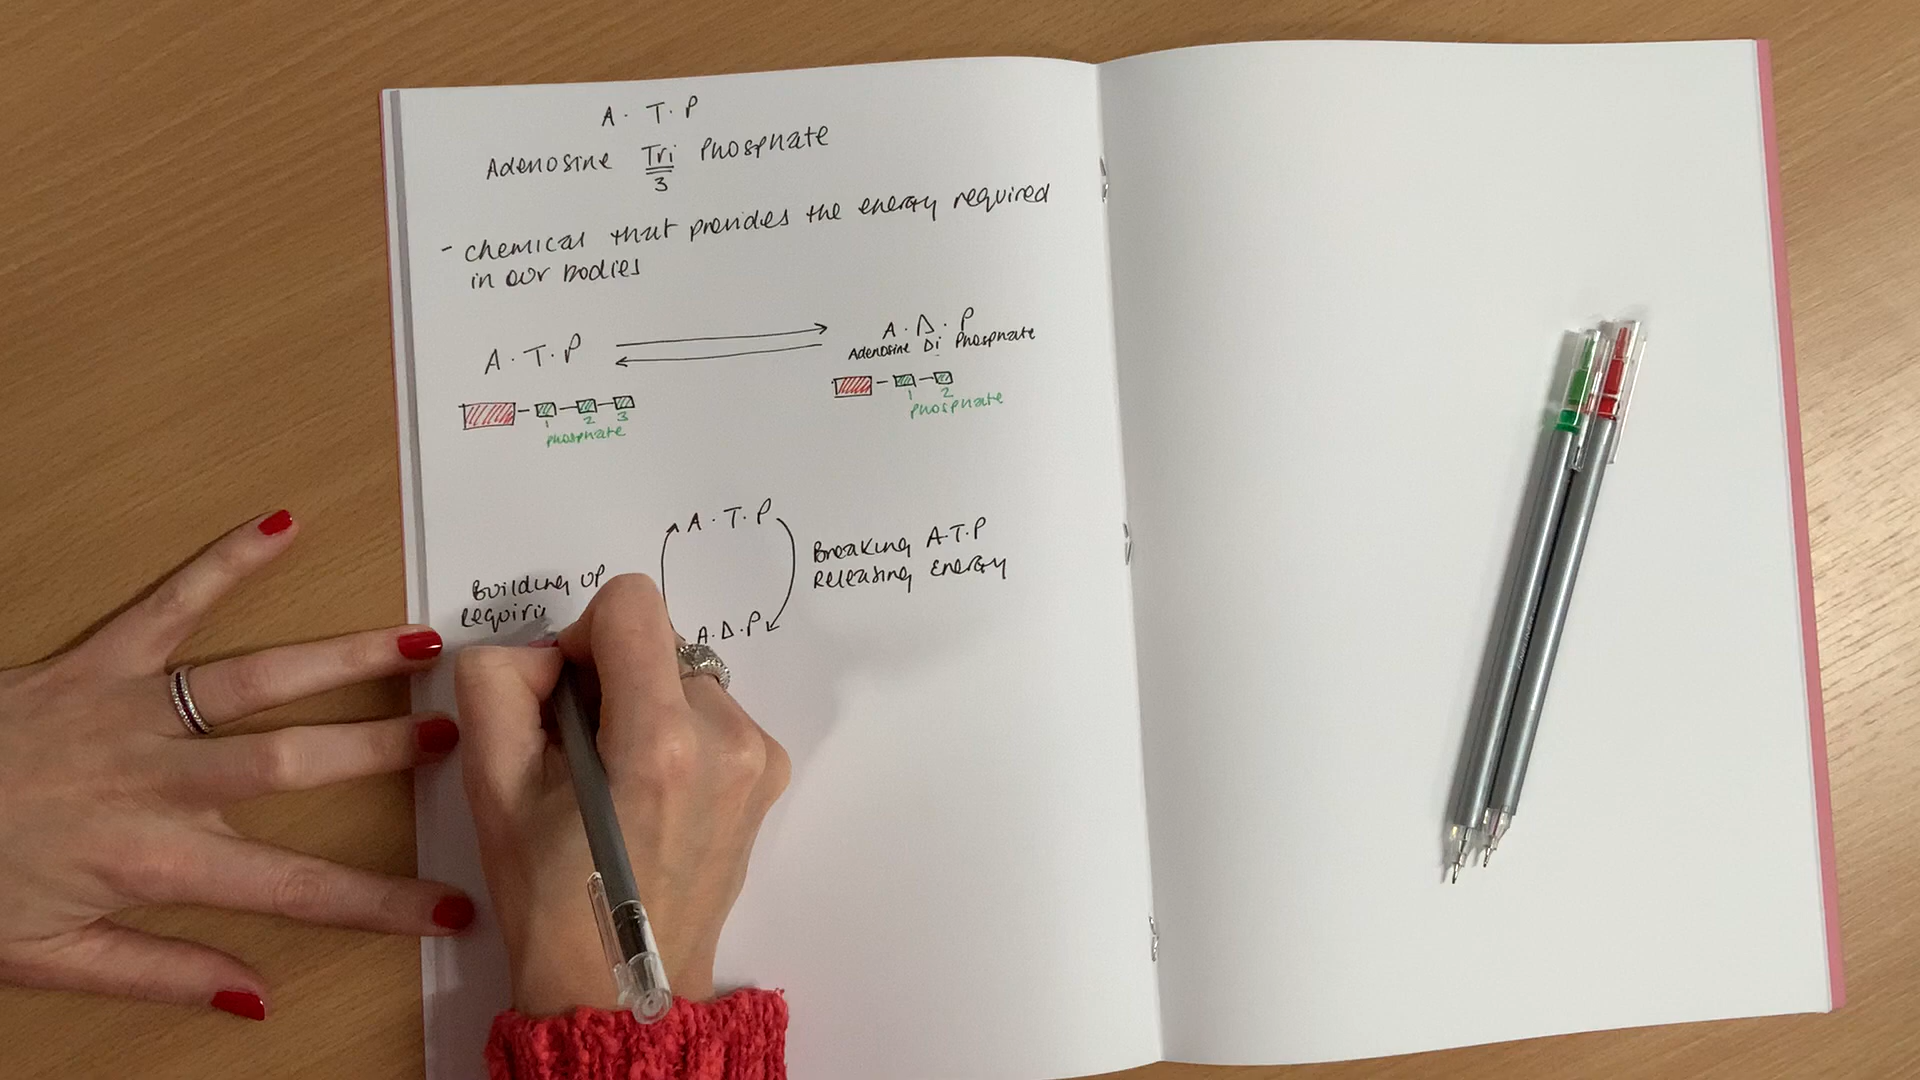 A. T. P
Adenosine Tri Phosphate
3
- chemical that provides the energy required
in our bodies
A.T.P
A.D.P
Adenosine Di Phosphate
1 2 3
phosphate
1 2
phosphate
A.T.P
Breaking A.T.P
Releasing Energy
Building up
requiri
A.D.P